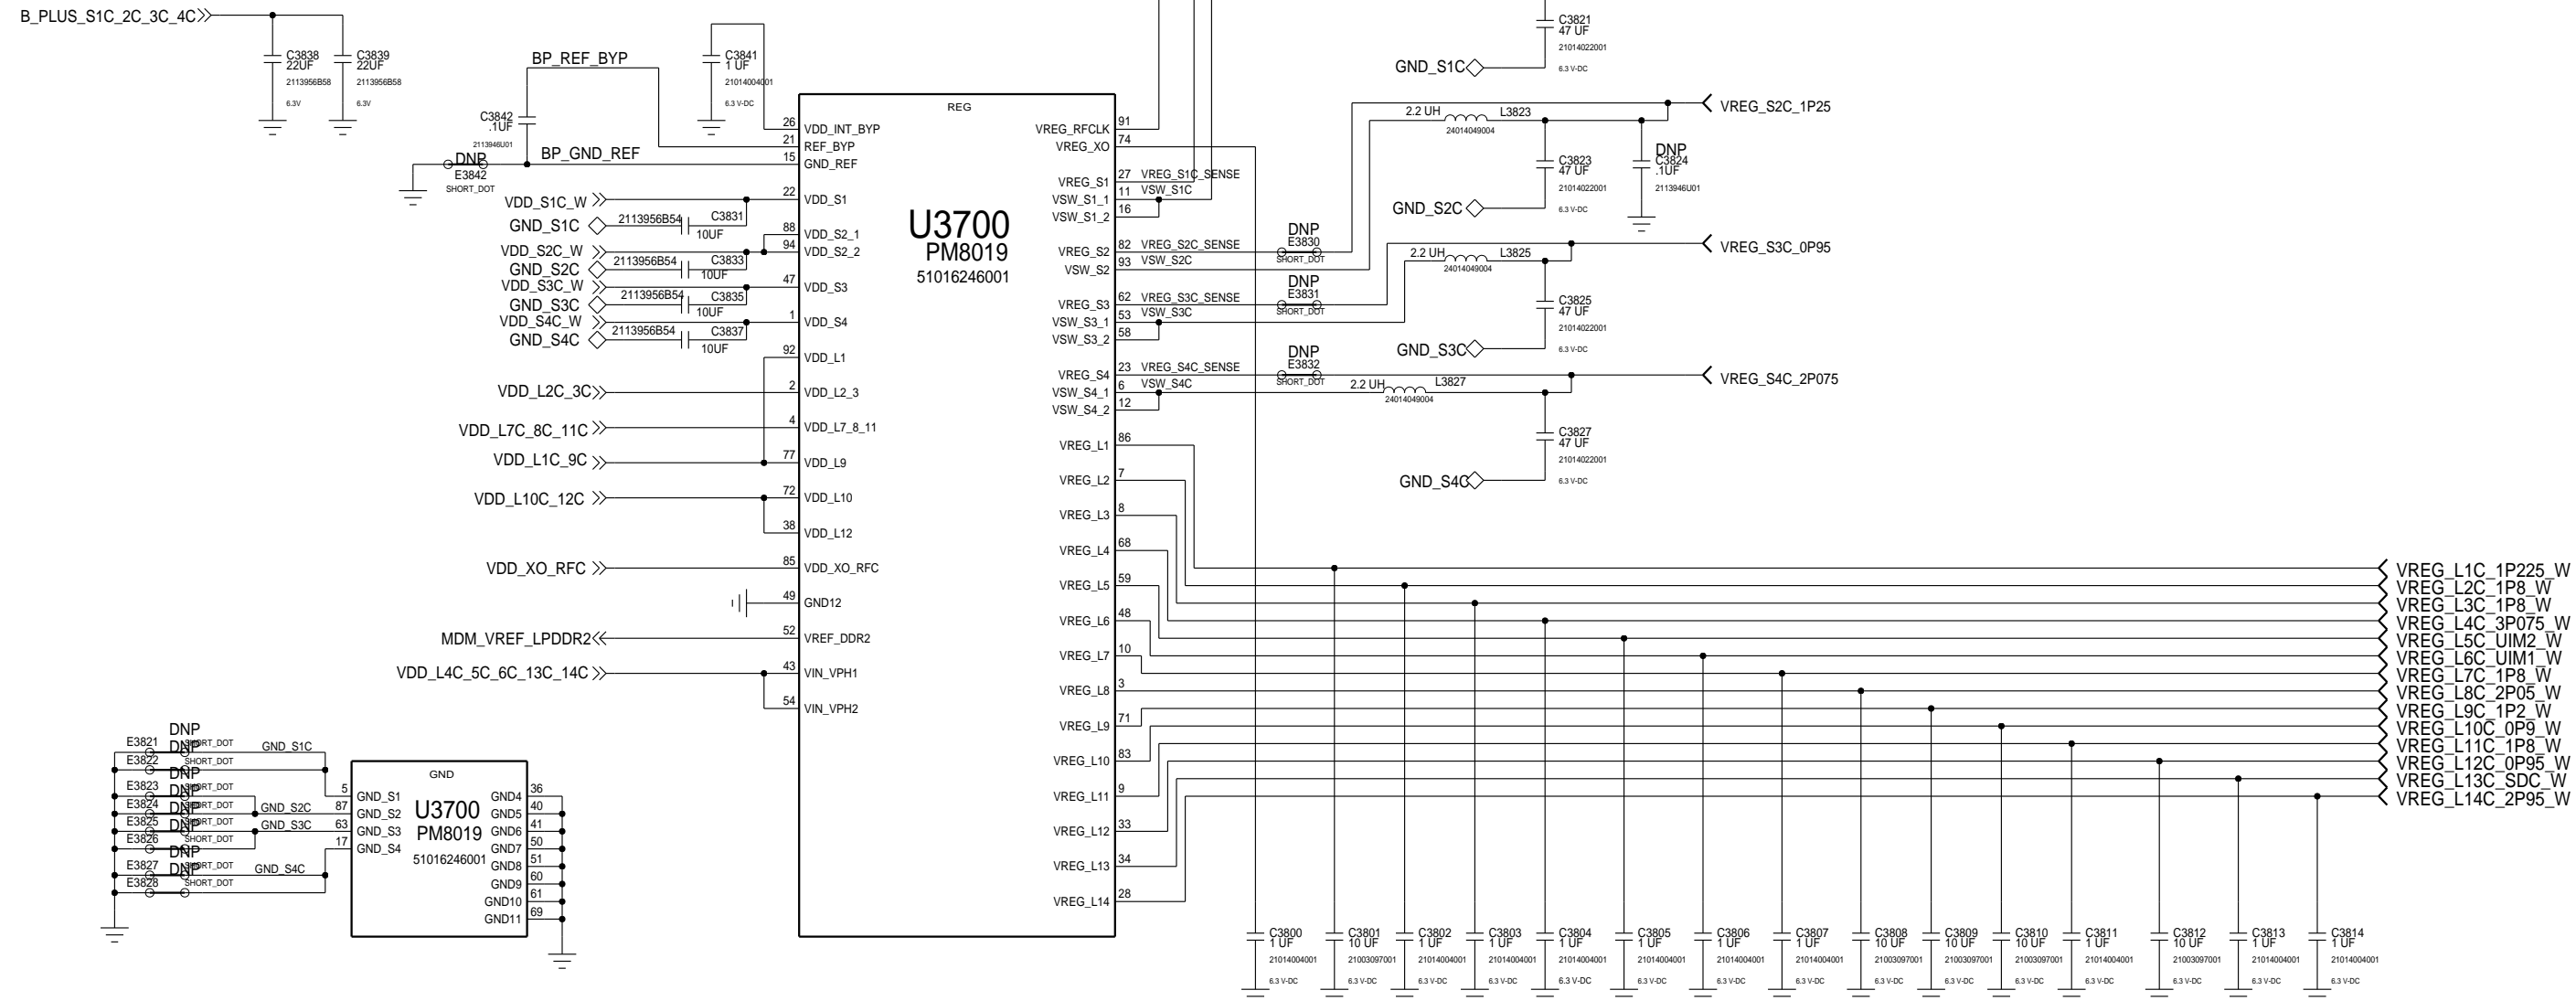 B_PLUS_S1C_2C_3C_4C
C3838
22UF
2113956B58
6.3V
C3839
22UF
2113956B58
6.3V
BP_REF_BYP
C3842
.1UF
2113946U01
DNP
E3842
SHORT_DOT
BP_GND_REF
C3841
1 UF
21014004001
6.3 V-DC
REG
U3700
PM8019
51016246001
26 VDD_INT_BYP
21 REF_BYP
15 GND_REF
VDD_S1C_W 22 VDD_S1
GND_S1C 2113956B54 C3831
10UF
88 VDD_S2_1
VDD_S2C_W 94 VDD_S2_2
GND_S2C 2113956B54 C3833
10UF
VDD_S3C_W 47 VDD_S3
GND_S3C 2113956B54 C3835
10UF
VDD_S4C_W 1 VDD_S4
GND_S4C 2113956B54 C3837
10UF
92 VDD_L1
VDD_L2C_3C 2 VDD_L2_3
VDD_L7C_8C_11C 4 VDD_L7_8_11
VDD_L1C_9C 77 VDD_L9
VDD_L10C_12C 72 VDD_L10
38 VDD_L12
VDD_XO_RFC 85 VDD_XO_RFC
49 GND12
MDM_VREF_LPDDR2 52 VREF_DDR2
VDD_L4C_5C_6C_13C_14C 43 VIN_VPH1
54 VIN_VPH2
VREG_RFCLK 91
VREG_XO 74
VREG_S1 27 VREG_S1C_SENSE
VSW_S1_1 11 VSW_S1C
VSW_S1_2 16
VREG_S2 82 VREG_S2C_SENSE
VSW_S2 93 VSW_S2C
VREG_S3 62 VREG_S3C_SENSE
VSW_S3_1 53 VSW_S3C
VSW_S3_2 58
VREG_S4 23 VREG_S4C_SENSE
VSW_S4_1 6 VSW_S4C
VSW_S4_2 12
VREG_L1 86
VREG_L2 7
VREG_L3 8
VREG_L4 68
VREG_L5 59
VREG_L6 48
VREG_L7 10
VREG_L8 3
VREG_L9 71
VREG_L10 83
VREG_L11 9
VREG_L12 33
VREG_L13 34
VREG_L14 28
DNP
E3830
SHORT_DOT
DNP
E3831
SHORT_DOT
DNP
E3832
SHORT_DOT
C3821
47 UF
21014022001
6.3 V-DC
GND_S1C
2.2 UH L3823
24014049004
VREG_S2C_1P25
C3823
47 UF
21014022001
6.3 V-DC
DNP
C3824
.1UF
2113946U01
GND_S2C
2.2 UH L3825
24014049004
VREG_S3C_0P95
C3825
47 UF
21014022001
6.3 V-DC
GND_S3C
2.2 UH L3827
24014049004
VREG_S4C_2P075
C3827
47 UF
21014022001
6.3 V-DC
GND_S4C
VREG_L1C_1P225_W
VREG_L2C_1P8_W
VREG_L3C_1P8_W
VREG_L4C_3P075_W
VREG_L5C_UIM2_W
VREG_L6C_UIM1_W
VREG_L7C_1P8_W
VREG_L8C_2P05_W
VREG_L9C_1P2_W
VREG_L10C_0P9_W
VREG_L11C_1P8_W
VREG_L12C_0P95_W
VREG_L13C_SDC_W
VREG_L14C_2P95_W
DNP
E3821 SHORT_DOT GND_S1C
DNP
E3822 SHORT_DOT
DNP
E3823 SHORT_DOT
DNP
E3824 SHORT_DOT GND_S2C
DNP
E3825 SHORT_DOT GND_S3C
DNP
E3826 SHORT_DOT
DNP
E3827 SHORT_DOT GND_S4C
DNP
E3828 SHORT_DOT
GND
U3700
PM8019
51016246001
5 GND_S1
87 GND_S2
63 GND_S3
17 GND_S4
GND4 36
GND5 40
GND6 41
GND7 50
GND8 51
GND9 60
GND10 61
GND11 69
C3800
1 UF
21014004001
6.3 V-DC
C3801
10 UF
21003097001
6.3 V-DC
C3802
1 UF
21014004001
6.3 V-DC
C3803
1 UF
21014004001
6.3 V-DC
C3804
1 UF
21014004001
6.3 V-DC
C3805
1 UF
21014004001
6.3 V-DC
C3806
1 UF
21014004001
6.3 V-DC
C3807
1 UF
21014004001
6.3 V-DC
C3808
10 UF
21003097001
6.3 V-DC
C3809
10 UF
21003097001
6.3 V-DC
C3810
10 UF
21003097001
6.3 V-DC
C3811
1 UF
21014004001
6.3 V-DC
C3812
10 UF
21003097001
6.3 V-DC
C3813
1 UF
21014004001
6.3 V-DC
C3814
1 UF
21014004001
6.3 V-DC